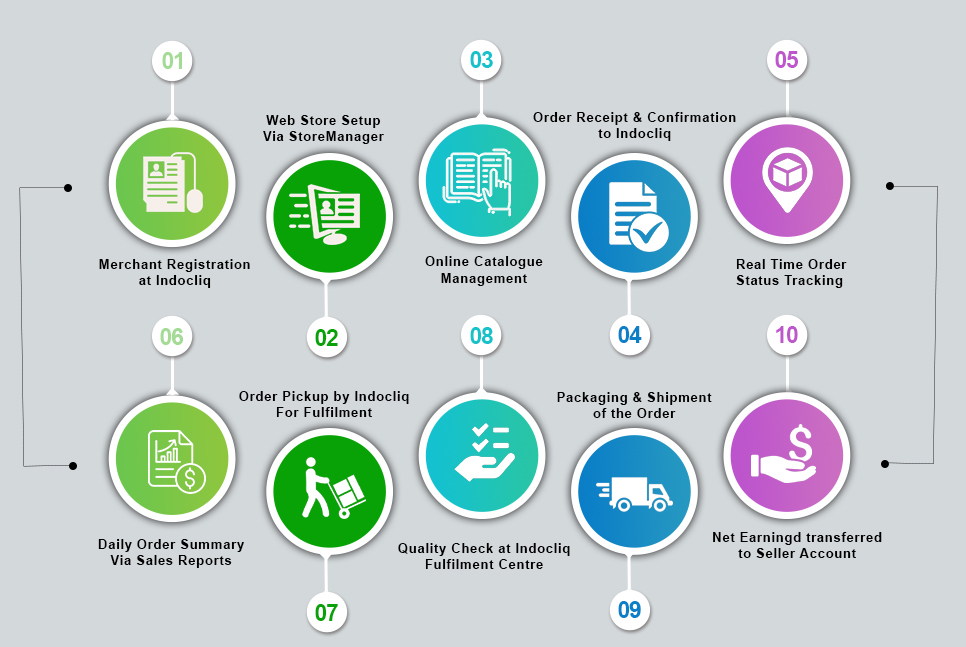 01
Merchant Registration
at Indocliq
Web Store Setup
Via StoreManager
02
03
Online Catalogue
Management
Order Receipt & Confirmation
to Indocliq
04
05
Real Time Order
Status Tracking
06
$
Daily Order Summary
Via Sales Reports
Order Pickup by Indocliq
For Fulfilment
07
08
Quality Check at Indocliq
Fulfilment Centre
Packaging & Shipment
of the Order
09
10
$
Net Earningd transferred
to Seller Account